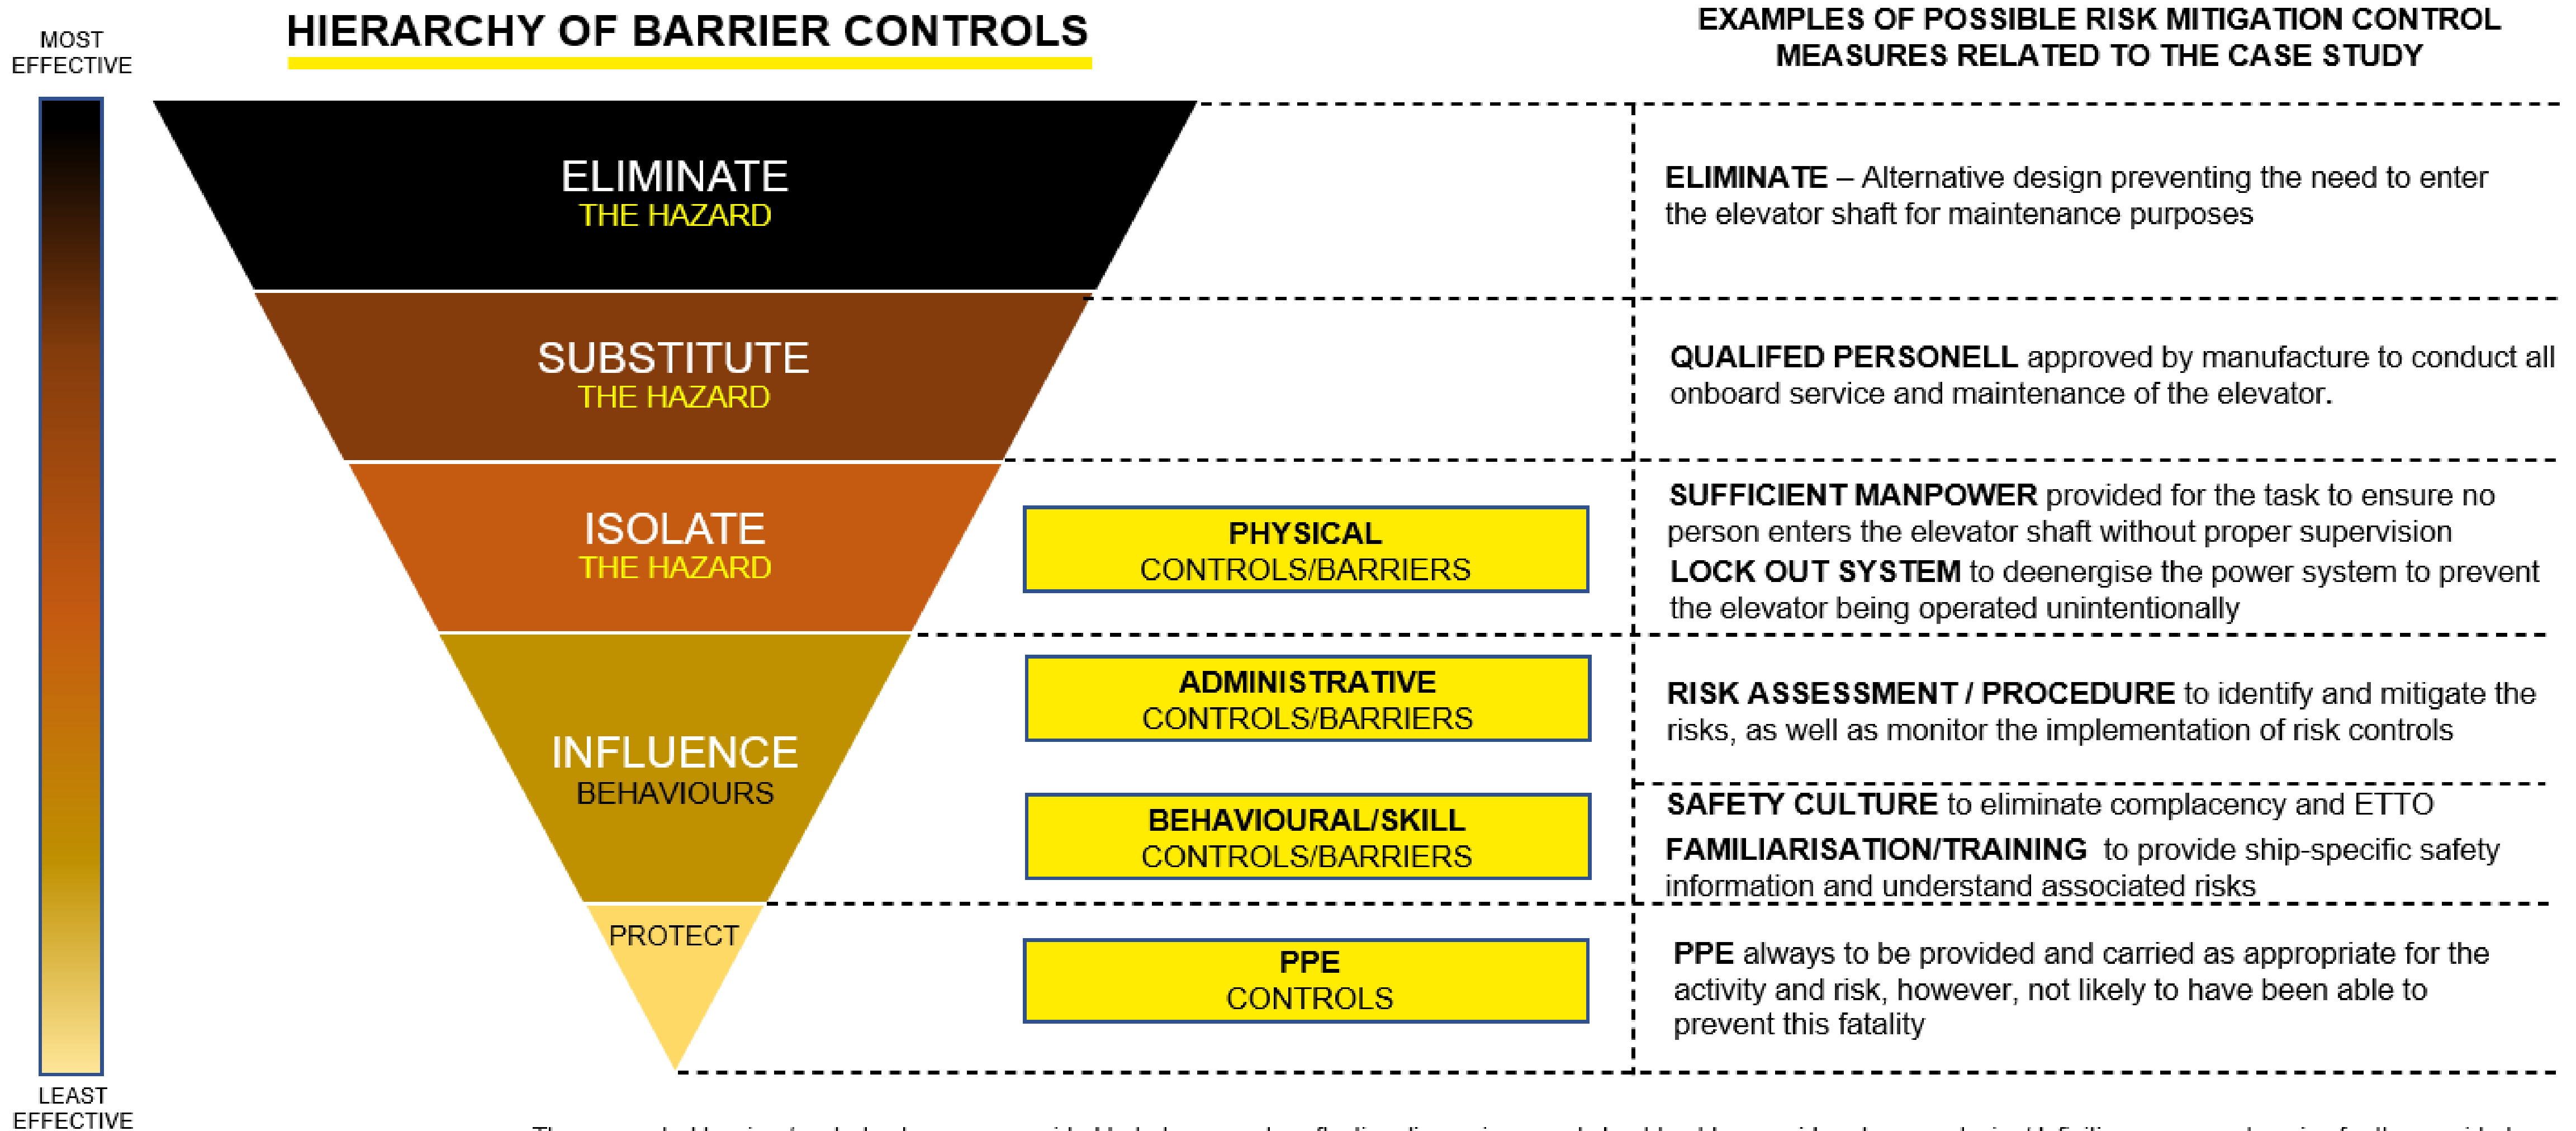 MOST
EFFECTIVE
HIERARCHY OF BARRIER CONTROLS
EXAMPLES OF POSSIBLE RISK MITIGATION CONTROL
MEASURES RELATED TO THE CASE STUDY
ELIMINATE
THE HAZARD
ELIMINATE – Alternative design preventing the need to enter
the elevator shaft for maintenance purposes
SUBSTITUTE
THE HAZARD
QUALIFED PERSONELL approved by manufacture to conduct all
onboard service and maintenance of the elevator.
ISOLATE
THE HAZARD
PHYSICAL
CONTROLS/BARRIERS
SUFFICIENT MANPOWER provided for the task to ensure no
person enters the elevator shaft without proper supervision
LOCK OUT SYSTEM to deenergise the power system to prevent
the elevator being operated unintentionally
INFLUENCE
BEHAVIOURS
ADMINISTRATIVE
CONTROLS/BARRIERS
RISK ASSESSMENT / PROCEDURE to identify and mitigate the
risks, as well as monitor the implementation of risk controls
BEHAVIOURAL/SKILL
CONTROLS/BARRIERS
SAFETY CULTURE to eliminate complacency and ETTO
FAMILIARISATION/TRAINING to provide ship-specific safety
information and understand associated risks
PROTECT
PPE
CONTROLS
PPE always to be provided and carried as appropriate for the
activity and risk, however, not likely to have been able to
prevent this fatality
LEAST
EFFECTIVE